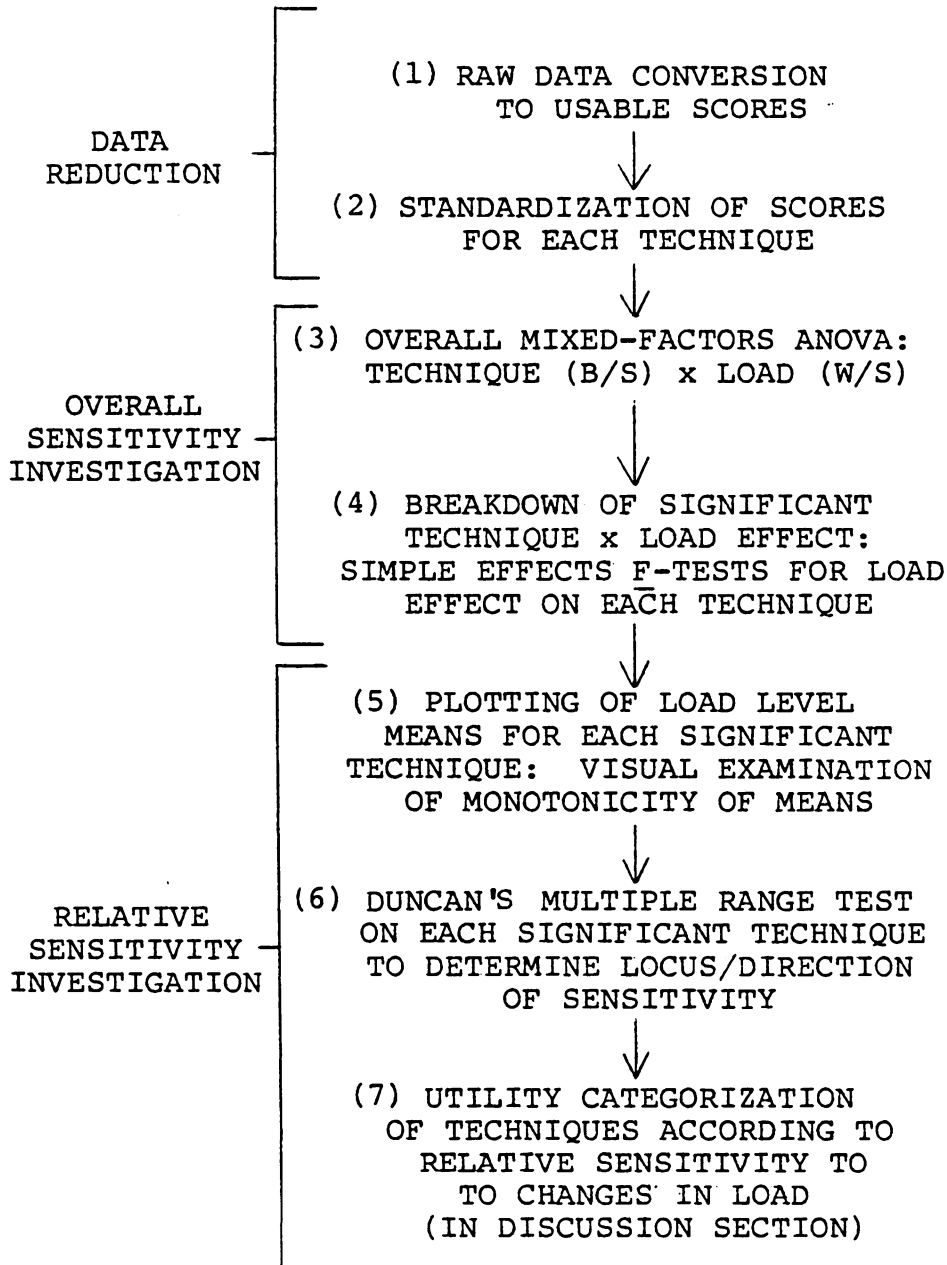 DATA
REDUCTION
(1) RAW DATA CONVERSION
TO USABLE SCORES
(2) STANDARDIZATION OF SCORES
FOR EACH TECHNIQUE
OVERALL
SENSITIVITY
INVESTIGATION
(3) OVERALL MIXED-FACTORS ANOVA:
TECHNIQUE (B/S) x LOAD (W/S)
(4) BREAKDOWN OF SIGNIFICANT
TECHNIQUE x LOAD EFFECT:
SIMPLE EFFECTS F-TESTS FOR LOAD
EFFECT ON EACH TECHNIQUE
RELATIVE
SENSITIVITY
INVESTIGATION
(5) PLOTTING OF LOAD LEVEL
MEANS FOR EACH SIGNIFICANT
TECHNIQUE: VISUAL EXAMINATION
OF MONOTONICITY OF MEANS
(6) DUNCAN'S MULTIPLE RANGE TEST
ON EACH SIGNIFICANT TECHNIQUE
TO DETERMINE LOCUS/DIRECTION
OF SENSITIVITY
(7) UTILITY CATEGORIZATION
OF TECHNIQUES ACCORDING TO
RELATIVE SENSITIVITY TO
TO CHANGES IN LOAD
(IN DISCUSSION SECTION)